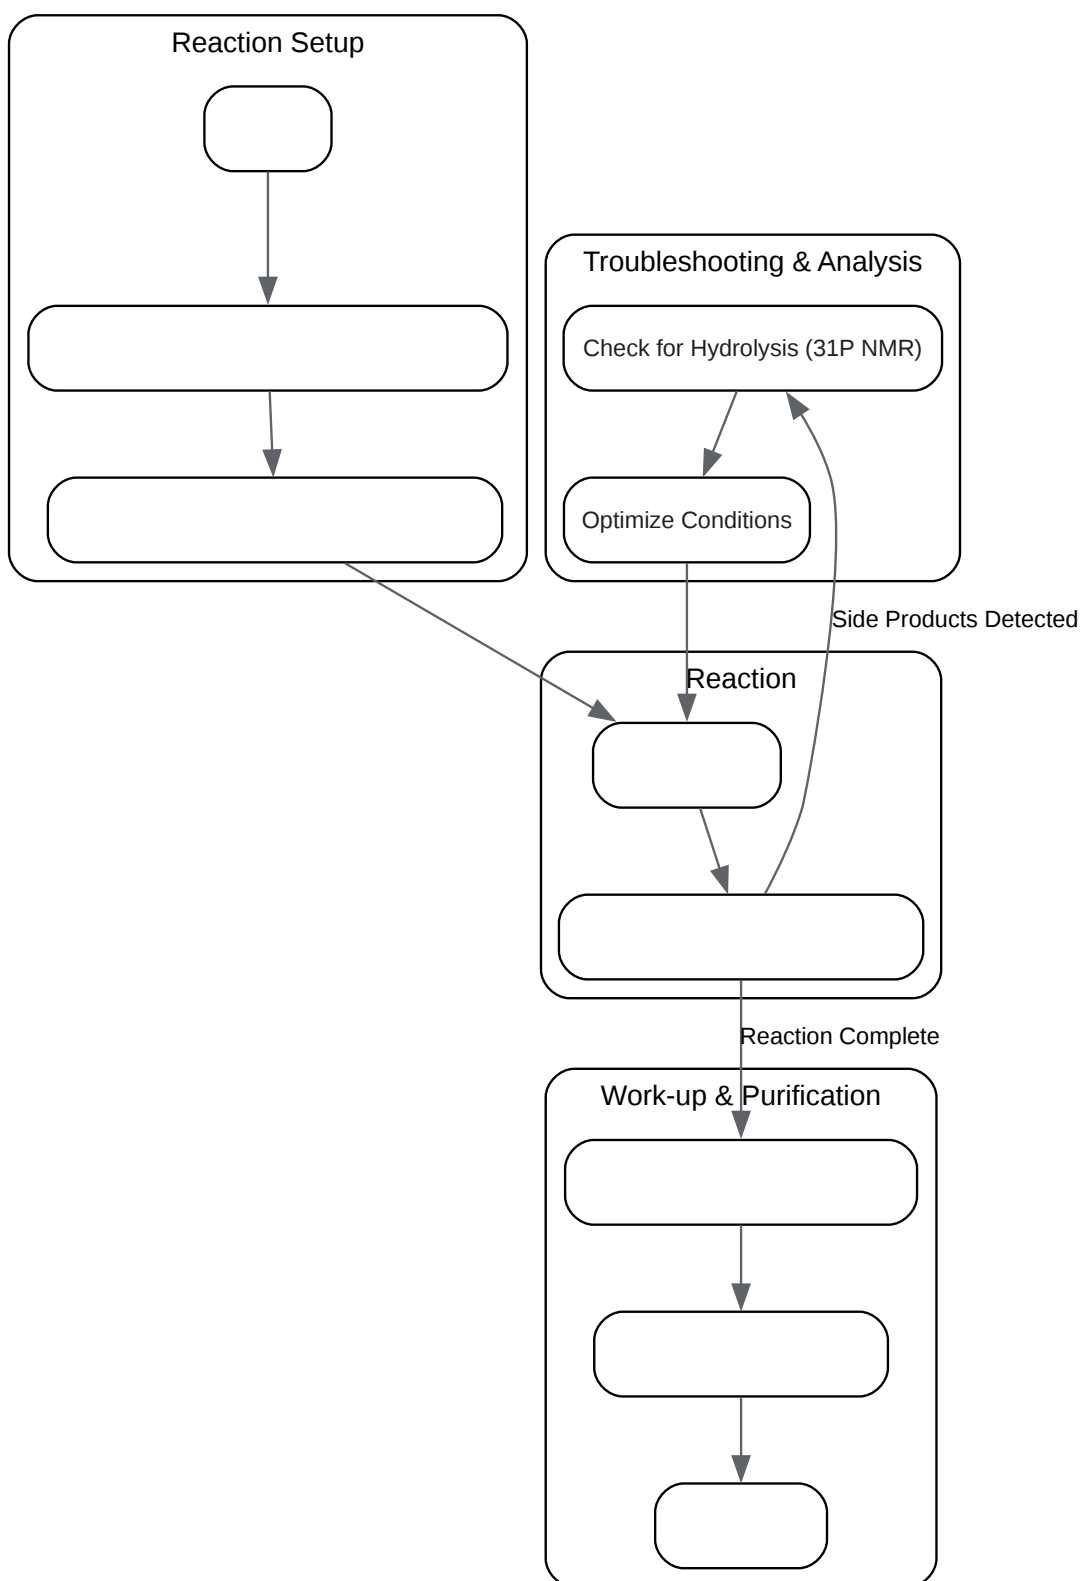 Reaction Setup
Troubleshooting & Analysis
Check for Hydrolysis (31P NMR)
Optimize Conditions
Side Products Detected
Reaction
Reaction Complete
Work-up & Purification